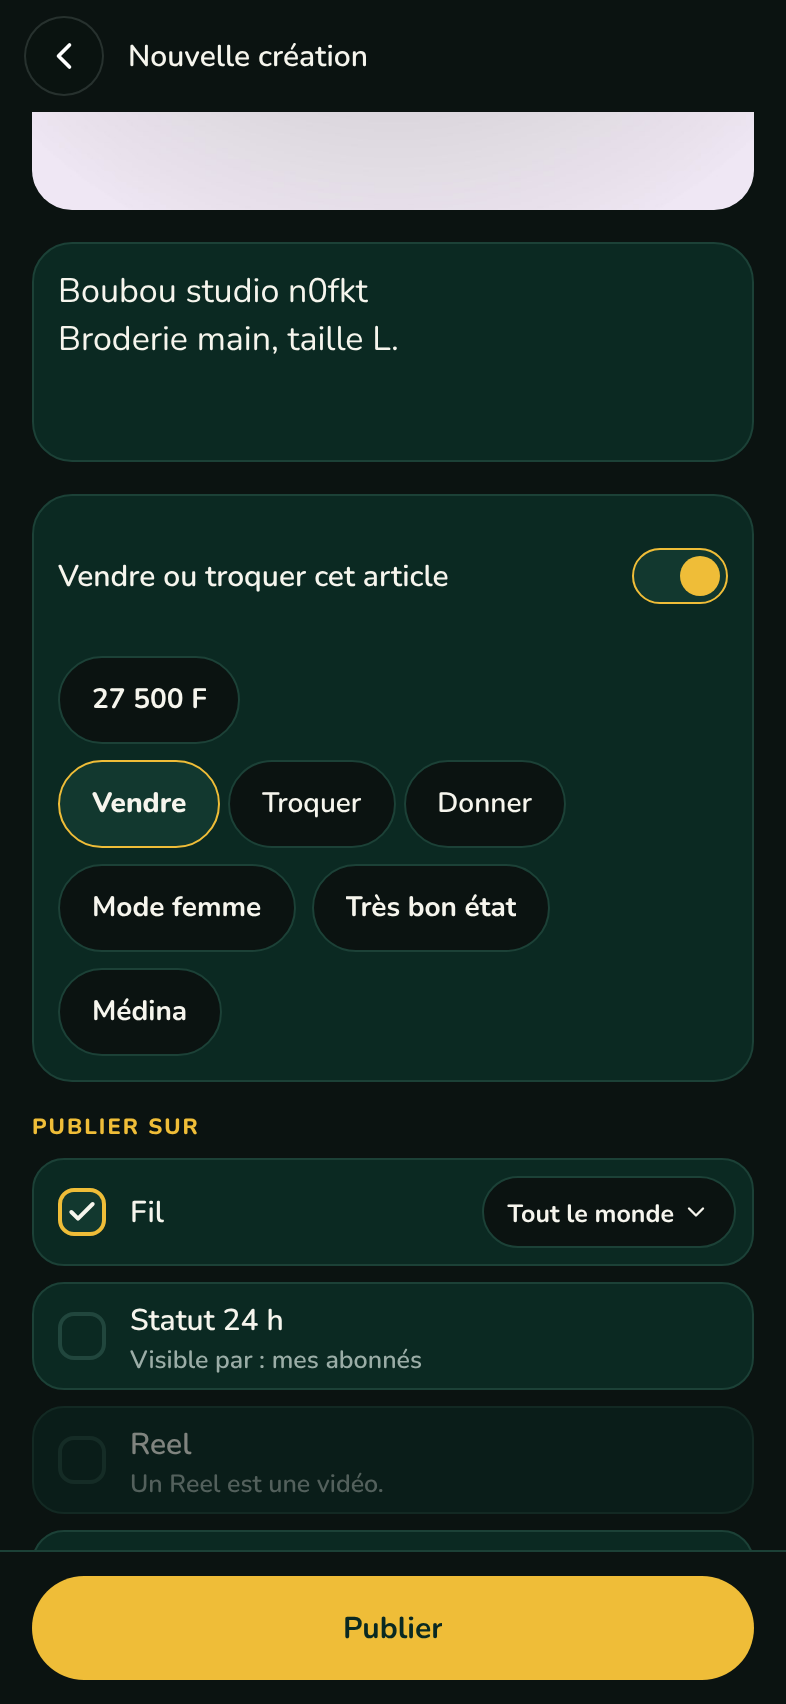 Nouvelle création
Boubou studio n0fkt
Broderie main, taille L.
Vendre ou troquer cet article
27 500 F
Vendre
Troquer
Donner
Mode femme
Très bon état
Médina
PUBLIER SUR
Fil
Tout le monde
Statut 24 h
Visible par : mes abonnés
Reel
Un Reel est une vidéo.
Publier